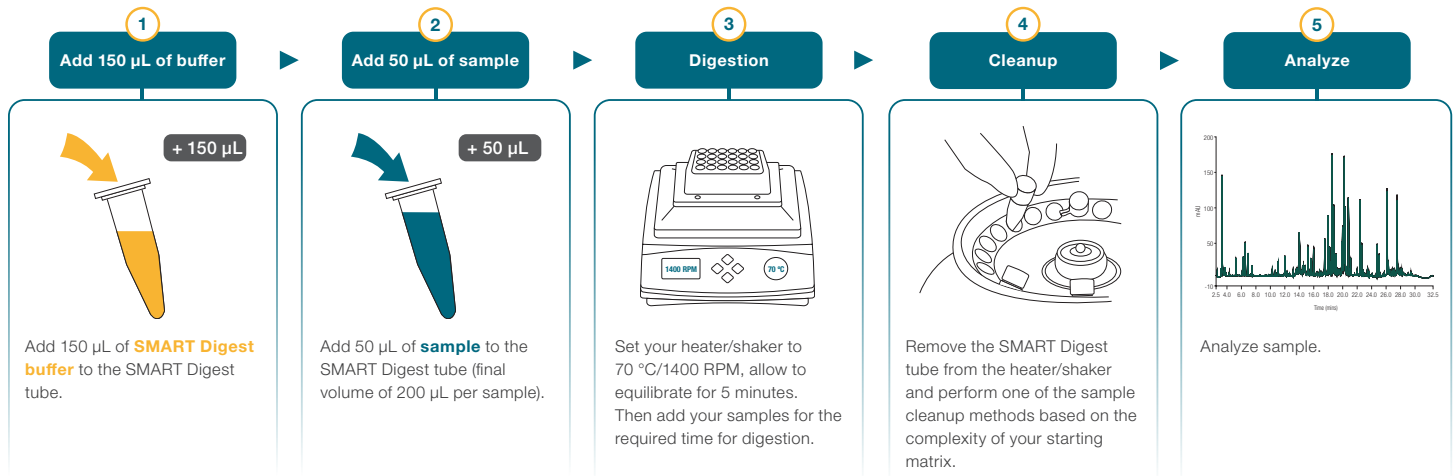 1
Add 150 µL of buffer
+ 150 µL
Add 150 µL of SMART Digest
buffer to the SMART Digest
tube.
2
Add 50 µL of sample
+ 50 µL
Add 50 µL of sample to the
SMART Digest tube (final
volume of 200 µL per sample).
3
Digestion
1400 RPM
70 °C
Set your heater/shaker to
70 °C/1400 RPM, allow to
equilibrate for 5 minutes.
Then add your samples for the
required time for digestion.
4
Cleanup
Remove the SMART Digest
tube from the heater/shaker
and perform one of the sample
cleanup methods based on the
complexity of your starting
matrix.
5
Analyze
200
150
100
50
-10
mAU
2.5 4.0 6.0 8.0 10.0 12.0 14.0 16.0 18.0 20.0 22.0 24.0 26.0 28.0 30.0 32.5
Time (mins)
Analyze sample.